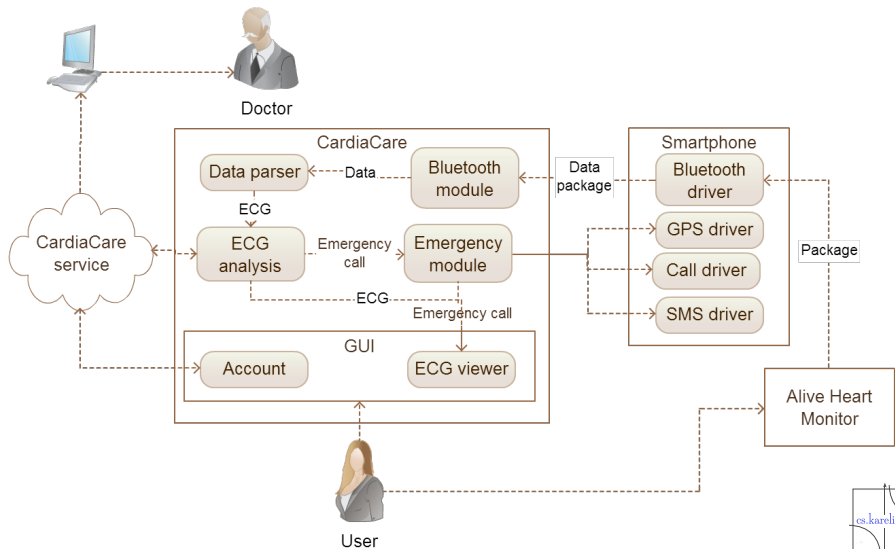 Doctor
CardiaCare
Smartphone
Data parser
Data
Bluetooth
module
Data
package
Bluetooth
driver
ECG
GPS driver
CardiaCare
service
ECG
analysis
Emergency
call
Emergency
module
Package
Call driver
ECG
Emergency call
SMS driver
GUI
Account
ECG viewer
Alive Heart
Monitor
User